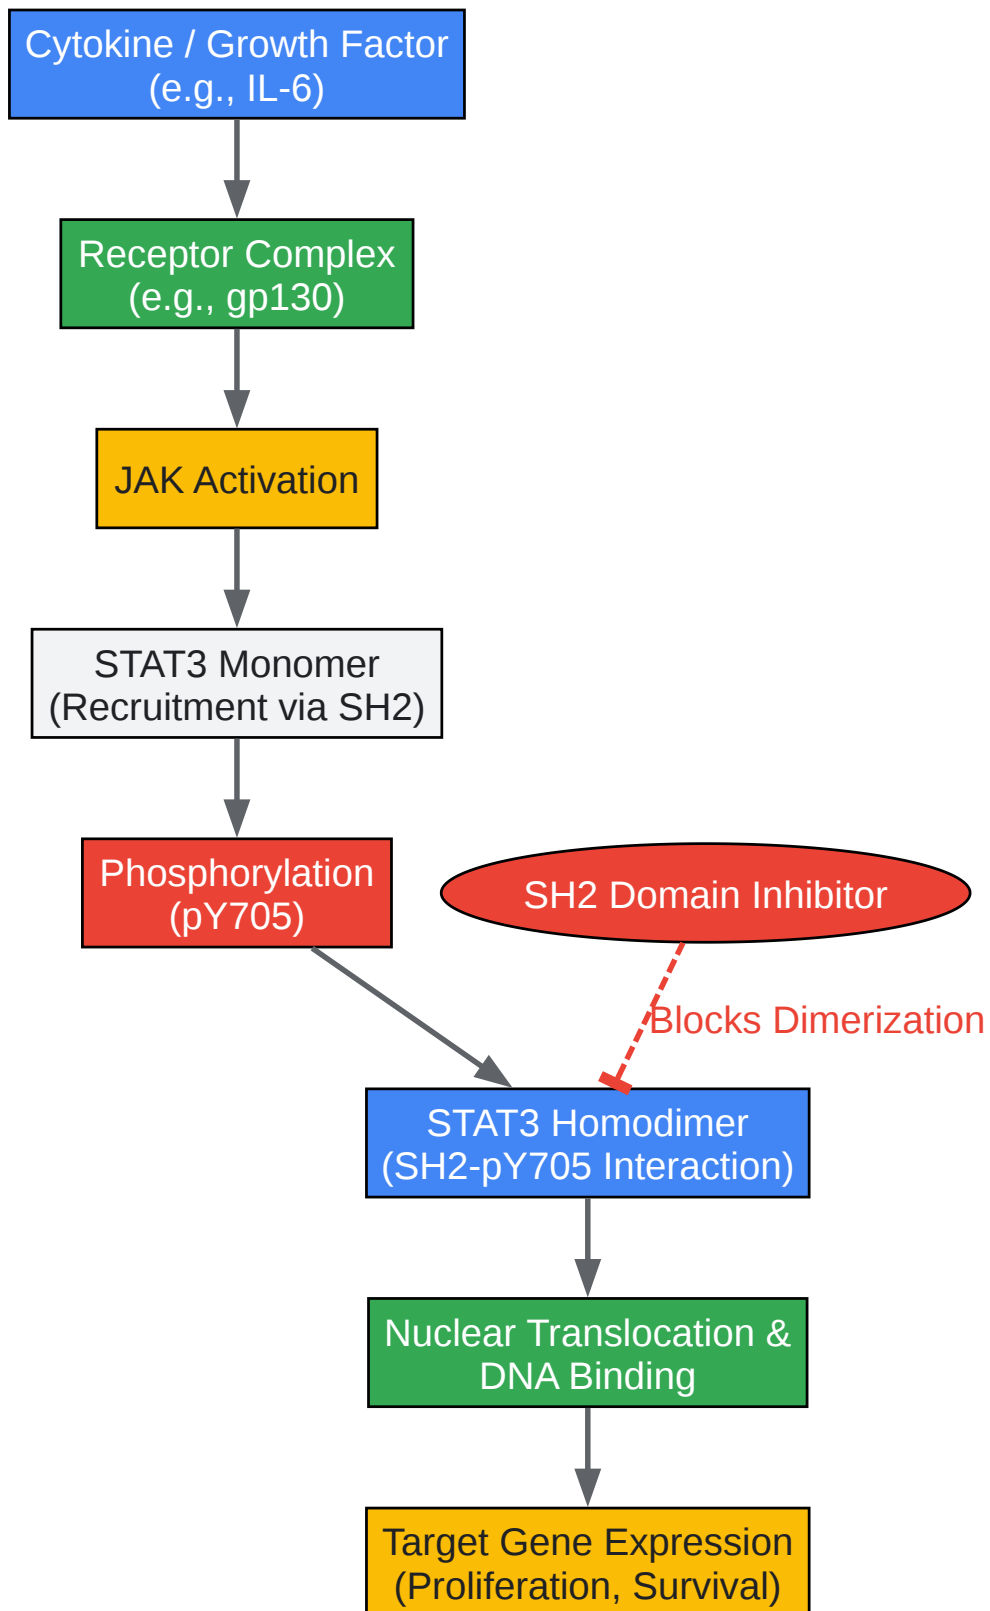 Cytokine / Growth Factor
(e.g., IL-6)
Receptor Complex
(e.g., gp130)
JAK Activation
STAT3 Monomer
(Recruitment via SH2)
Phosphorylation
(pY705)
SH2 Domain Inhibitor
Blocks Dimerization
STAT3 Homodimer
(SH2-pY705 Interaction)
Nuclear Translocation &
DNA Binding
Target Gene Expression
(Proliferation, Survival)